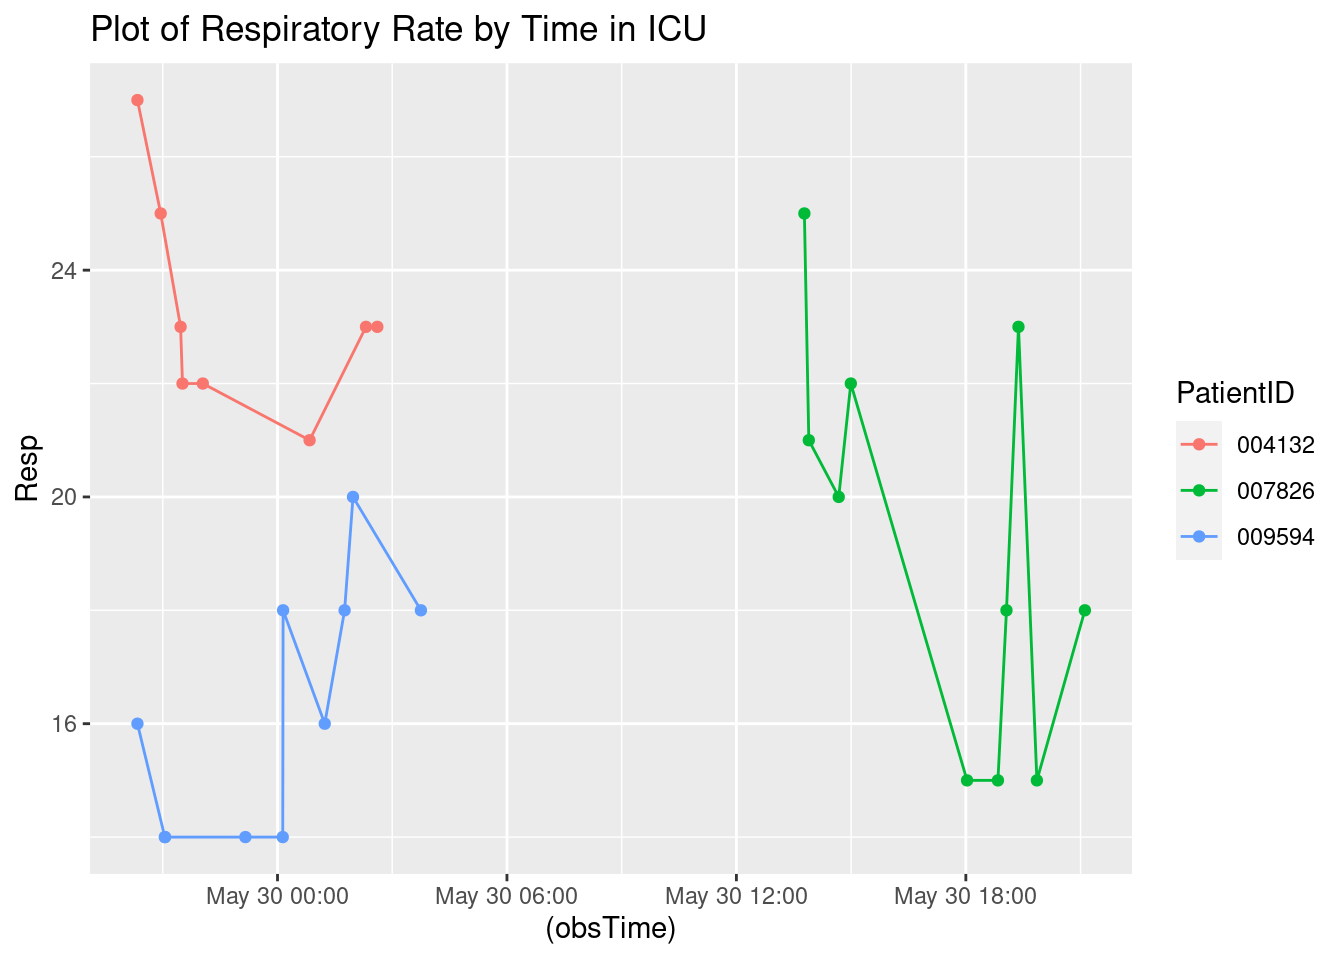 Plot of Respiratory Rate by Time in ICU
24
20
16
Resp
May 30 00:00 May 30 06:00 May 30 12:00 May 30 18:00
(obsTime)
PatientID
004132
007826
009594